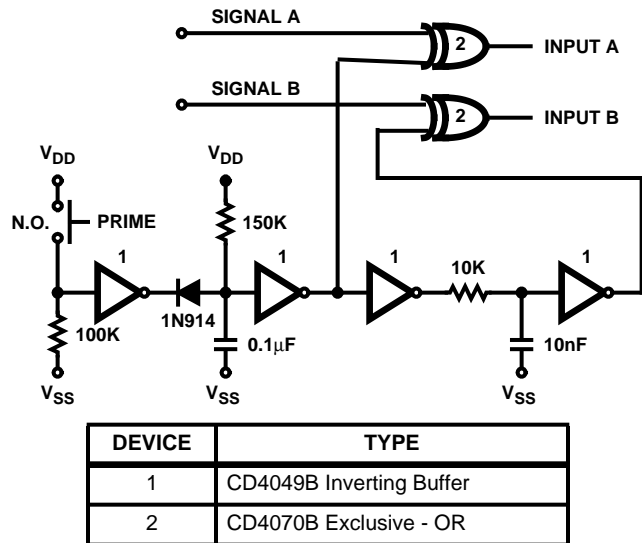 SIGNAL A
2
INPUT A
SIGNAL B
2
INPUT B
VDD
VDD
N.O.
PRIME
150K
1
1
1
10K
1
100K
1N914
0.1μF
10nF
VSS
VSS
VSS
DEVICE TYPE
1 CD4049B Inverting Buffer
2 CD4070B Exclusive - OR